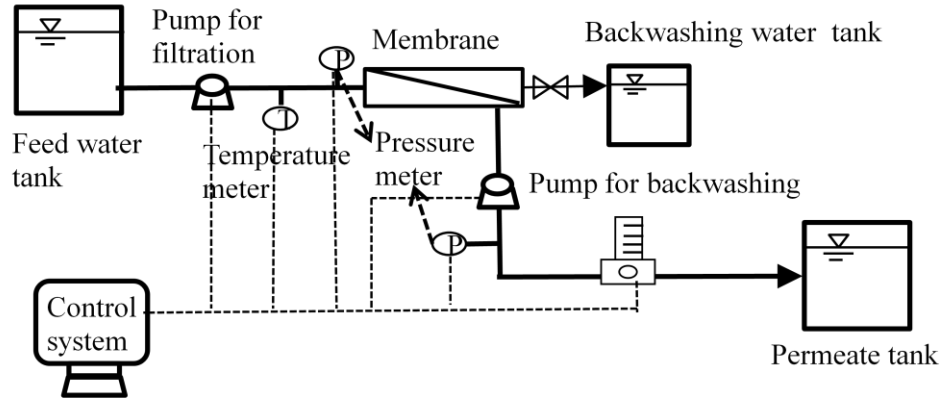 Pump for
filtration
P
Membrane
Backwashing water tank
Feed water
tank
T
Temperature
meter
Pressure
meter
Pump for backwashing
P
Control
system
Permeate tank